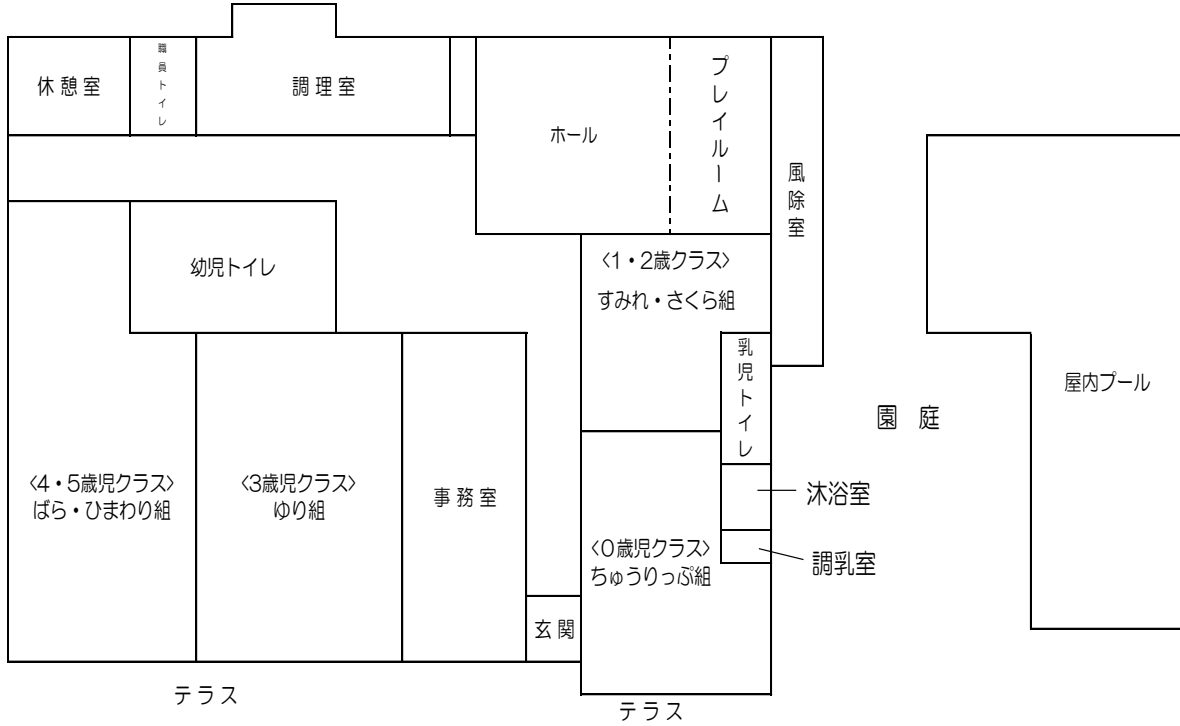 休憩室
職員トイレ
調理室
ホール
プレイルーム
風除室
幼児トイレ
〈1・2歳クラス〉
すみれ・さくら組
乳児トイレ
屋内プール
園庭
〈4・5歳児クラス〉
ばら・ひまわり組
〈3歳児クラス〉
ゆり組
事務室
沐浴室
〈0歳児クラス〉
ちゅうりっぷ組
調乳室
玄関
テラス
テラス